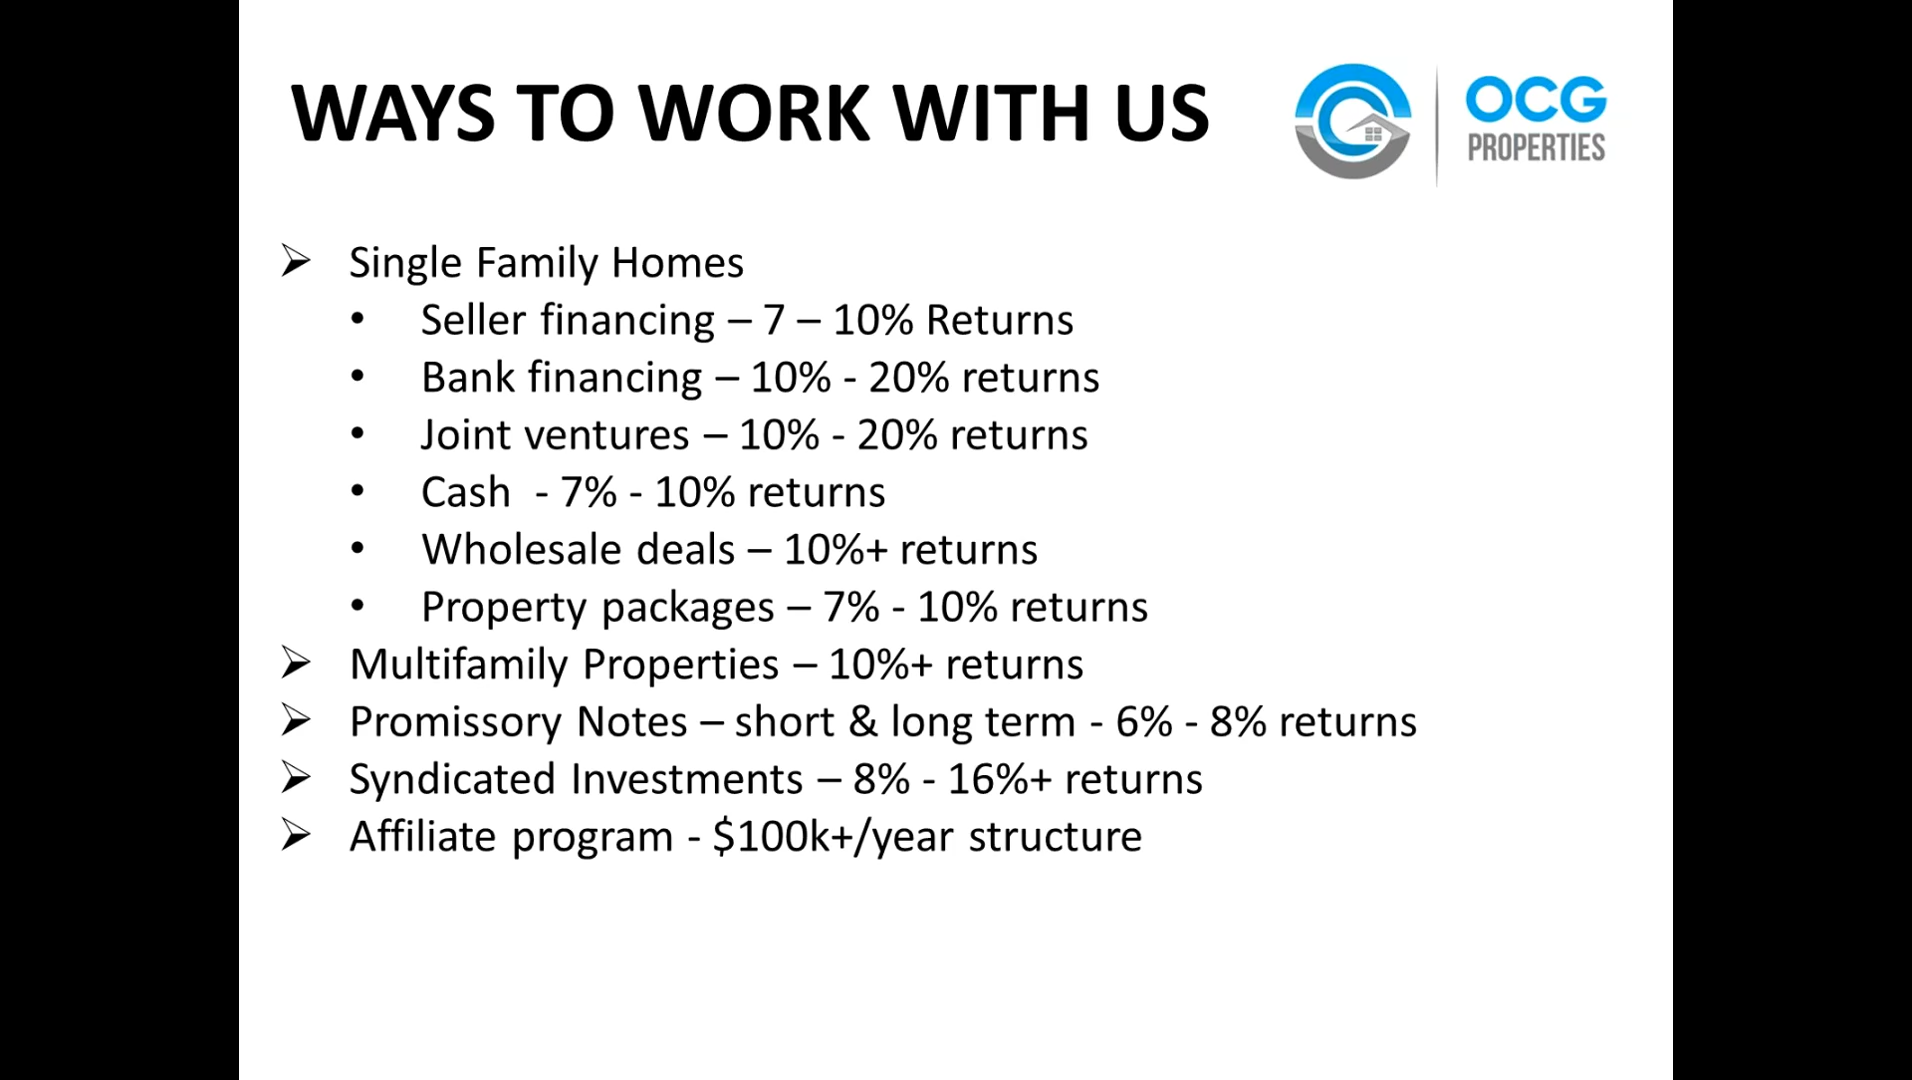 WAYS TO WORK WITH US
OCG
PROPERTIES
➢ Single Family Homes
• Seller financing – 7 – 10% Returns
• Bank financing – 10% - 20% returns
• Joint ventures – 10% - 20% returns
• Cash - 7% - 10% returns
• Wholesale deals – 10%+ returns
• Property packages – 7% - 10% returns
➢ Multifamily Properties – 10%+ returns
➢ Promissory Notes – short & long term - 6% - 8% returns
➢ Syndicated Investments – 8% - 16%+ returns
➢ Affiliate program - $100k+/year structure